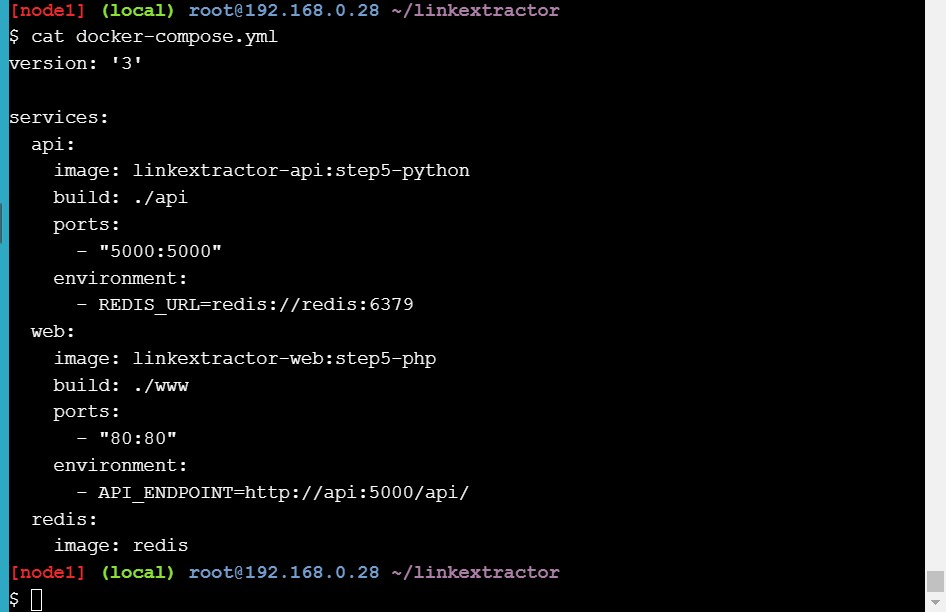 [node1] (local) root@192.168.0.28 ~/linkextractor
$ cat docker-compose.yml
version: '3'

services:
  api:
    image: linkextractor-api:step5-python
    build: ./api
    ports:
      - "5000:5000"
    environment:
      - REDIS_URL=redis://redis:6379
  web:
    image: linkextractor-web:step5-php
    build: ./www
    ports:
      - "80:80"
    environment:
      - API_ENDPOINT=http://api:5000/api/
  redis:
    image: redis
[node1] (local) root@192.168.0.28 ~/linkextractor
$